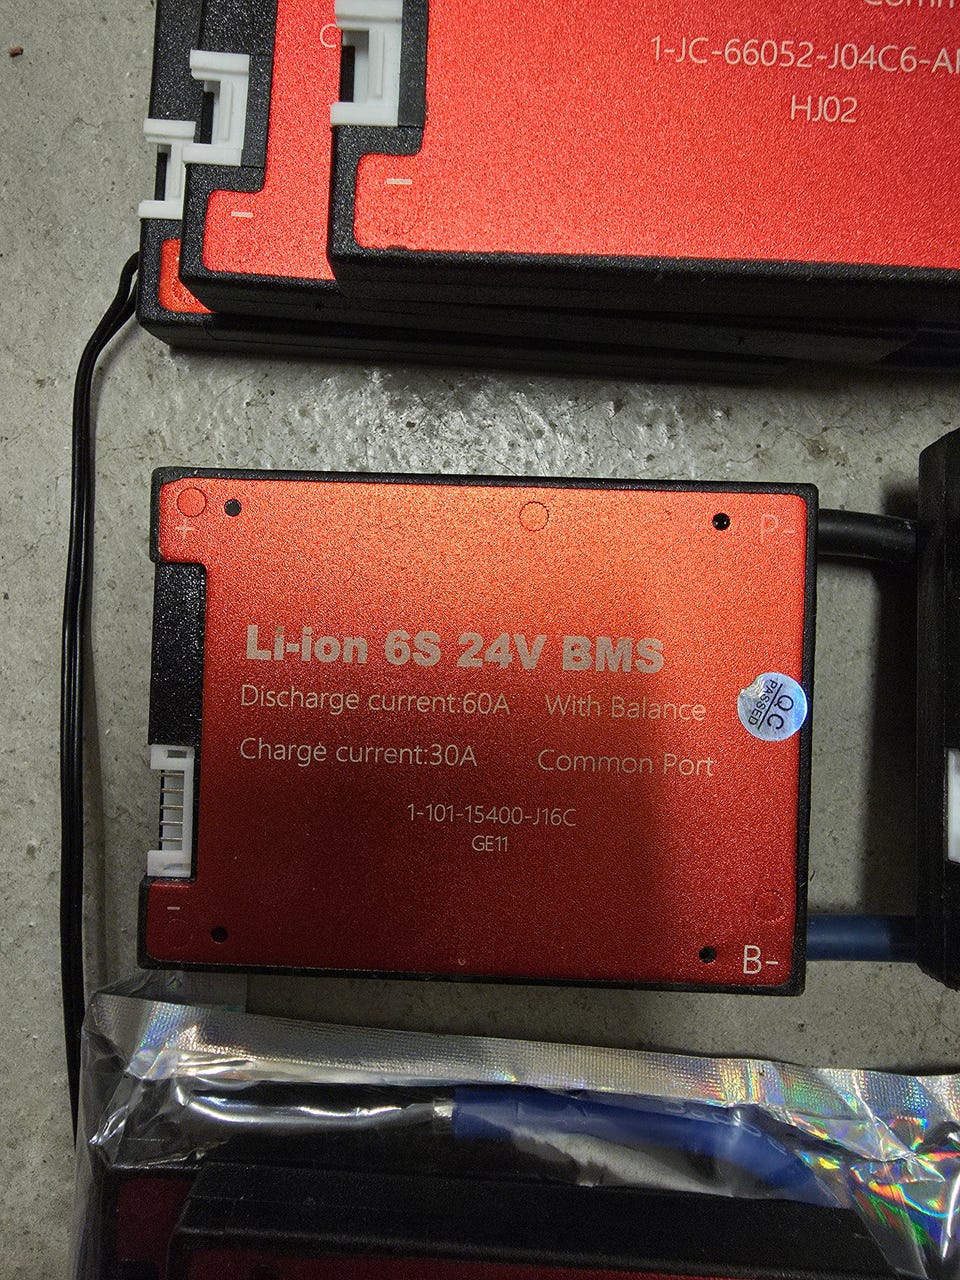 1-JC-66052-J04C6-A
HJ02
-
-
+
P-
Li-ion 6S 24V BMS
Discharge current:60A With Balance
Charge current:30A Common Port
QC
PASSED
1-101-15400-J16C
GE11
-
B-